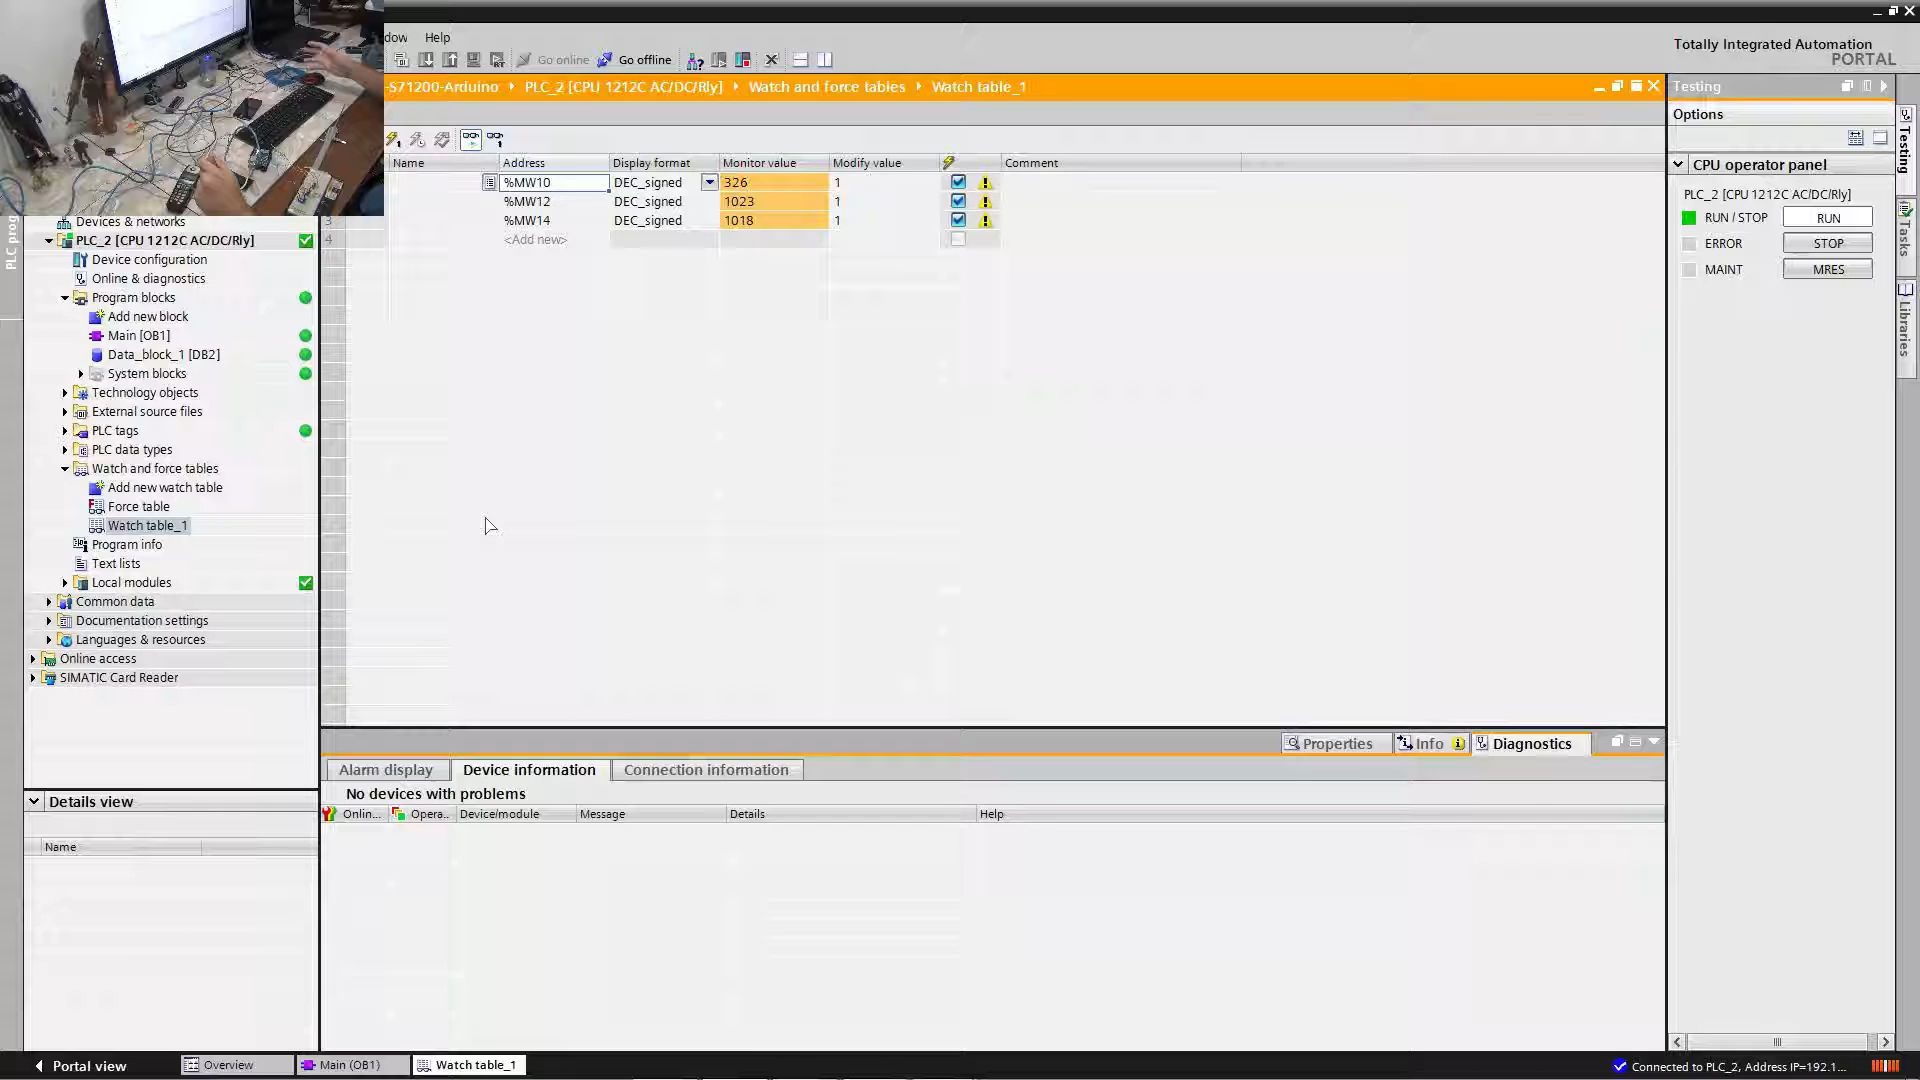 dow Help
Totally Integrated Automation
PORTAL
Go online Go offline
-S71200-Arduino PLC_2 [CPU 1212C AC/DC/Rly] Watch and force tables Watch table_1
Testing
Options
Name Address Display format Monitor value Modify value Comment
%MW10 DEC_signed 326 1
%MW12 DEC_signed 1023 1
3 %MW14 DEC_signed 1018 1
4 <Add new>
CPU operator panel
PLC_2 [CPU 1212C AC/DC/Rly]
RUN / STOP RUN
ERROR STOP
MAINT MRES
Testing
Tasks
Libraries
PLC prog
Devices & networks
PLC_2 [CPU 1212C AC/DC/Rly]
Device configuration
Online & diagnostics
Program blocks
Add new block
Main [OB1]
Data_block_1 [DB2]
System blocks
Technology objects
External source files
PLC tags
PLC data types
Watch and force tables
Add new watch table
Force table
Watch table_1
Program info
Text lists
Local modules
Common data
Documentation settings
Languages & resources
Online access
SIMATIC Card Reader
Details view
Name
Properties Info Diagnostics
Alarm display Device information Connection information
No devices with problems
Onlin... Opera.. Device/module Message Details Help
Portal view Overview Main (OB1) Watch table_1
Connected to PLC_2, Address IP=192.1...